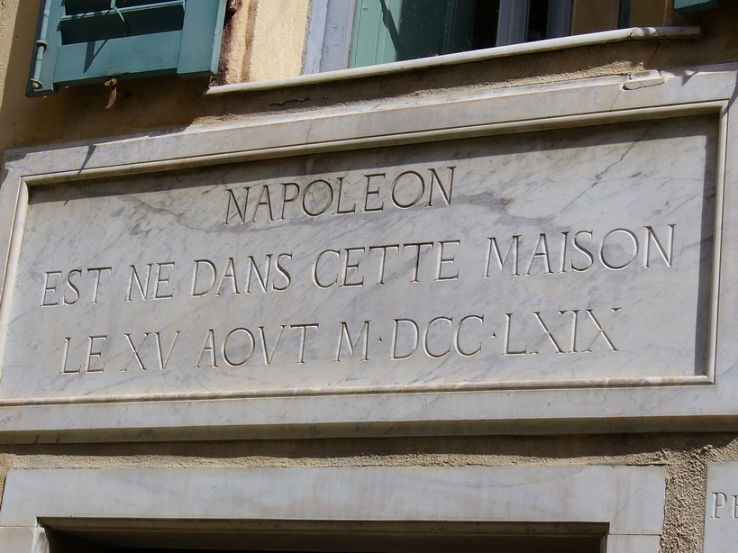 NAPOLEON
EST NE DANS CETTE MAISON
LE XV AOVT M·DCC·LXIX